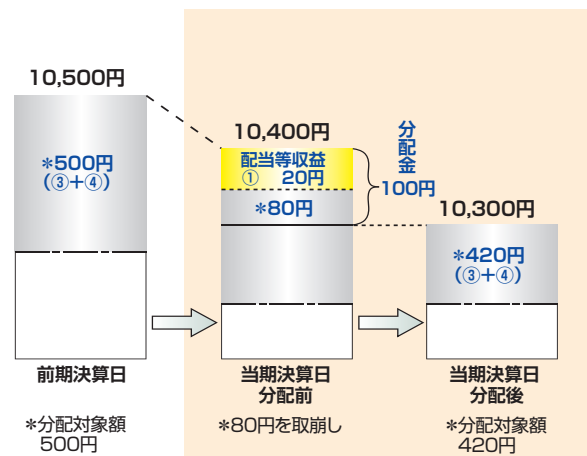 10,500円
*500円
(③+④)
前期決算日
*分配対象額
500円
10,400円
配当等収益
① 20円
*80円
分配金
100円
当期決算日
分配前
*80円を取崩し
10,300円
*420円
(③+④)
当期決算日
分配後
*分配対象額
420円